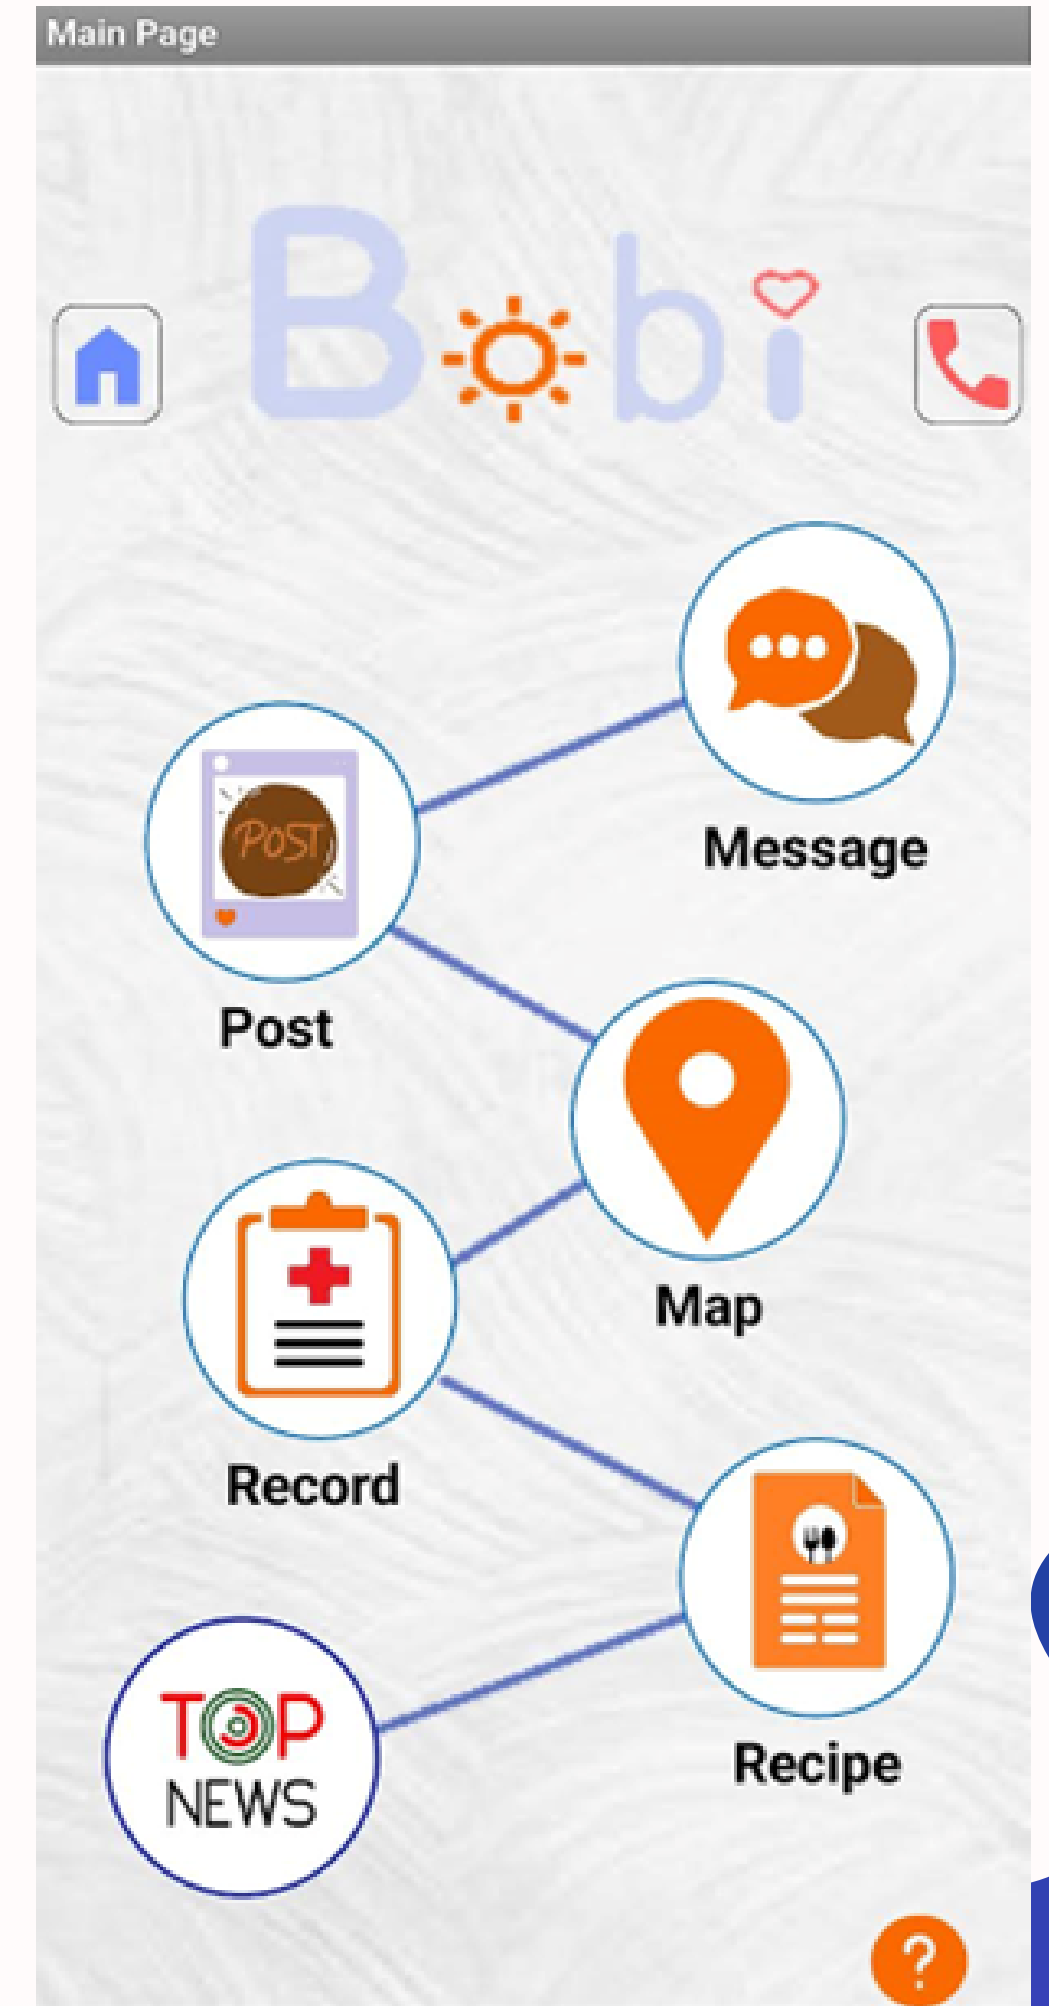 Main Page
Bobi
Message
POST
Post
Map
Record
Recipe
TOP
NEWS
?